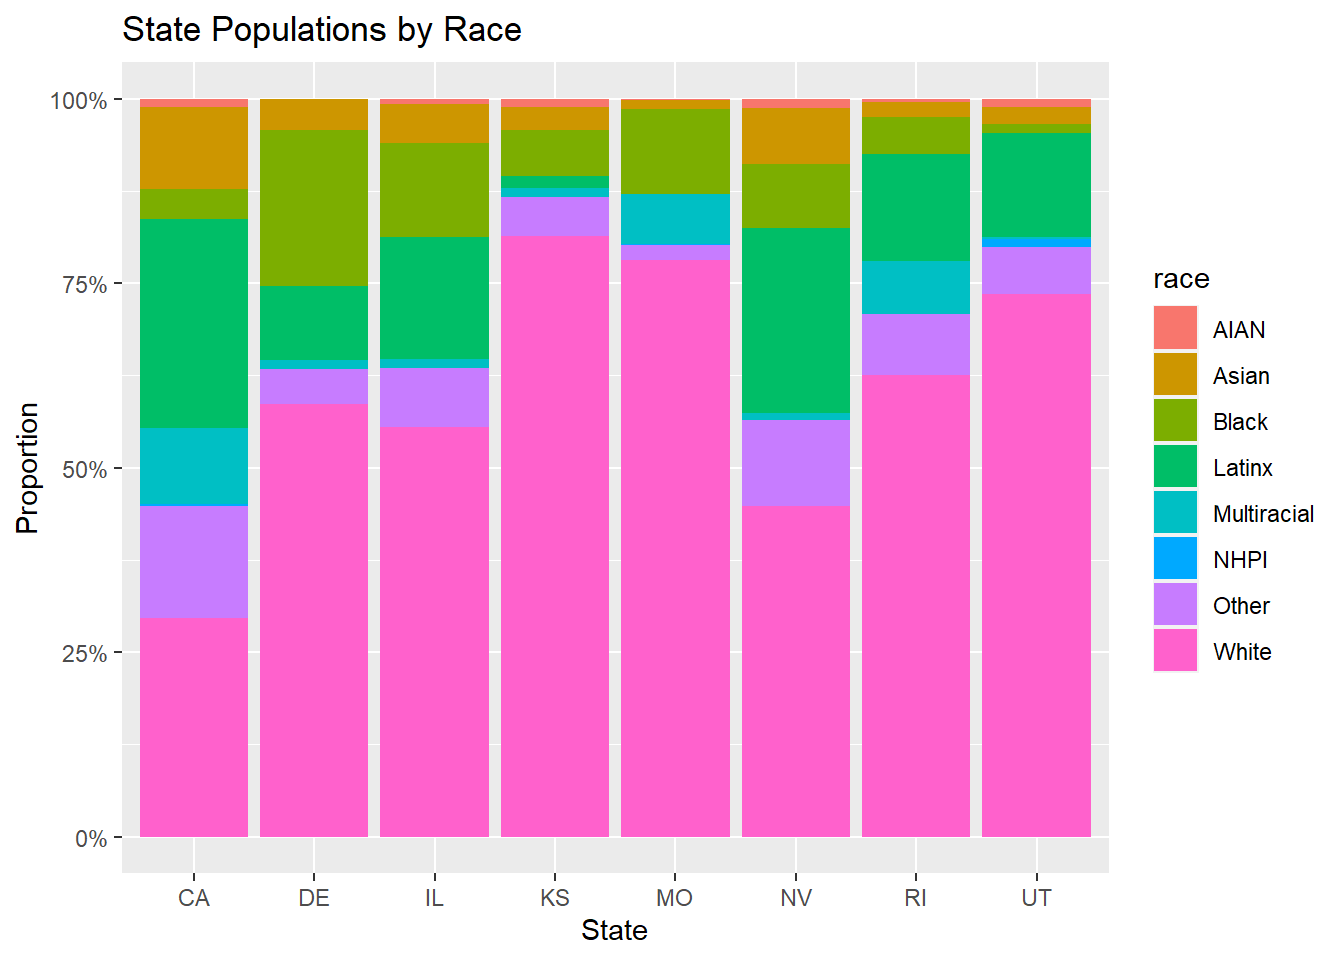 State Populations by Race
100%
75%
50%
25%
0%
Proportion
CA DE IL KS MO NV RI UT
State
race
AIAN
Asian
Black
Latinx
Multiracial
NHPI
Other
White